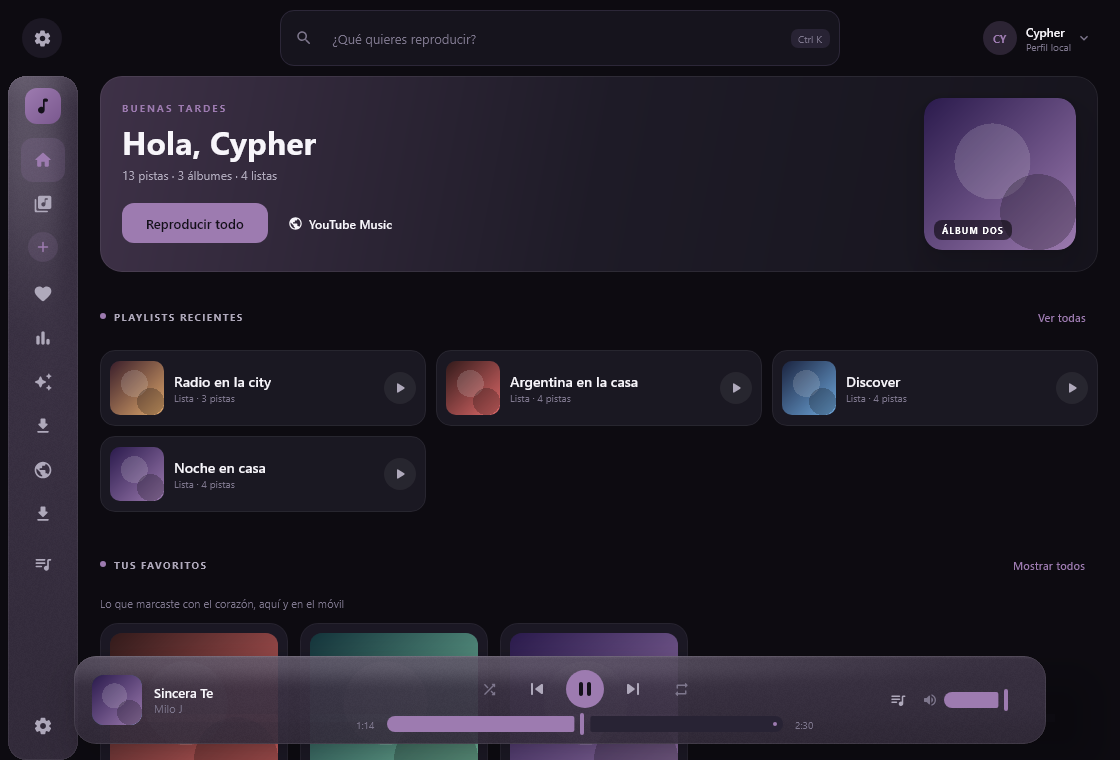 ¿Qué quieres reproducir?
Ctrl K
CY
Cypher
Perfil local
BUENAS TARDES
Hola, Cypher
13 pistas · 3 álbumes · 4 listas
Reproducir todo
YouTube Music
ÁLBUM DOS
PLAYLISTS RECIENTES
Ver todas
Radio en la city
Lista · 3 pistas
Argentina en la casa
Lista · 4 pistas
Discover
Lista · 4 pistas
Noche en casa
Lista · 4 pistas
TUS FAVORITOS
Mostrar todos
Lo que marcaste con el corazón, aquí y en el móvil
Sincera Te
Milo J
1:14
2:30